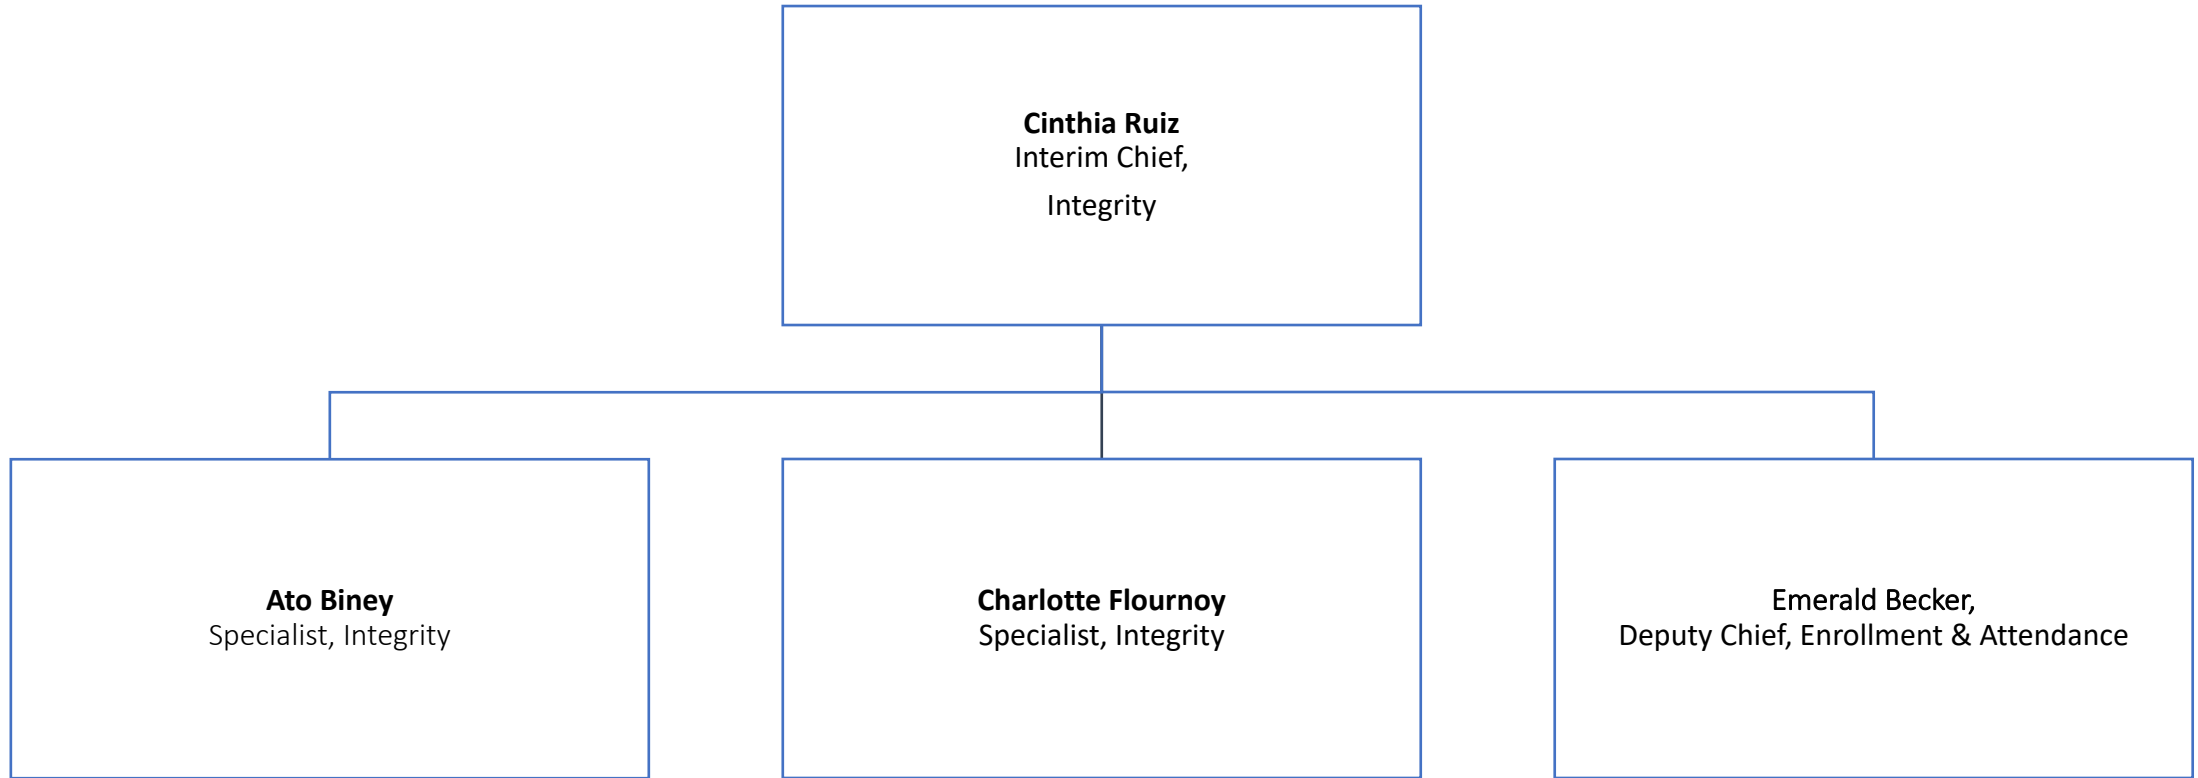 Cinthia Ruiz
Interim Chief,
Integrity
Ato Biney
Specialist, Integrity
Charlotte Flournoy
Specialist, Integrity
Emerald Becker,
Deputy Chief, Enrollment & Attendance